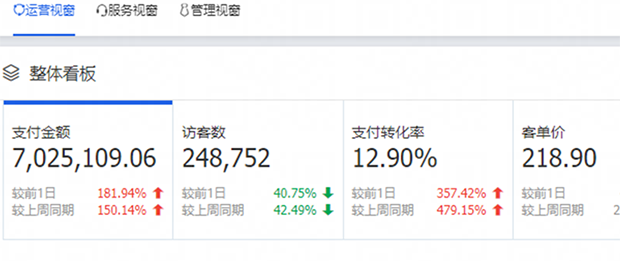 运营视窗 服务视窗 管理视窗
整体看板
支付金额 访客数 支付转化率 客单价
7,025,109.06 248,752 12.90% 218.90
较前1日 181.94% 较前1日 40.75% 较前1日 357.42% 较前1日
较上周同期 150.14% 较上周同期 42.49% 较上周同期 479.15% 较上周同期 2